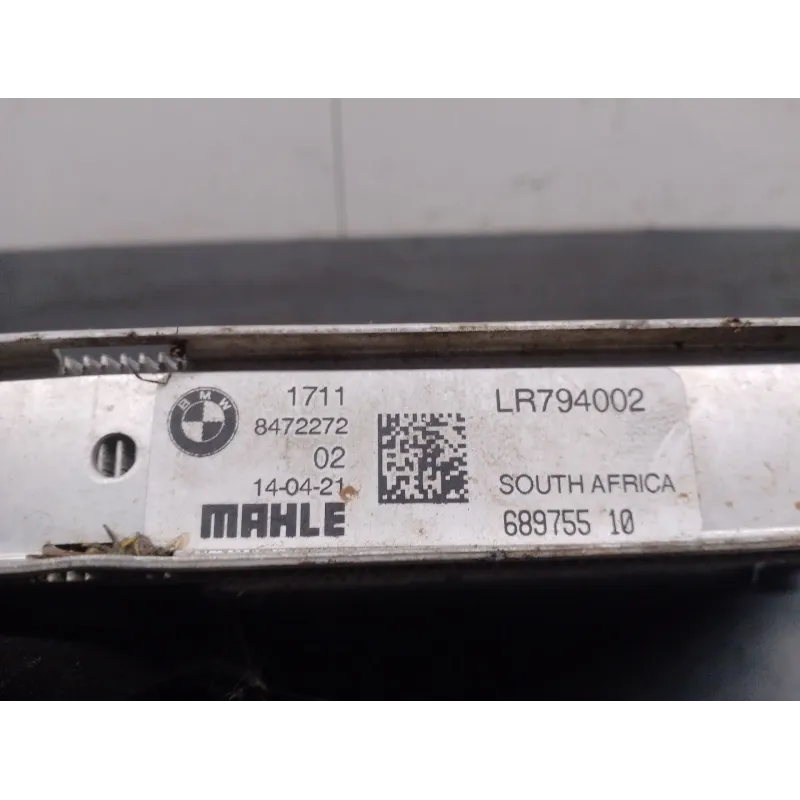 BMW
1711
8472272
02
14-04-21
MAHLE
LR794002
SOUTH AFRICA
689755 10